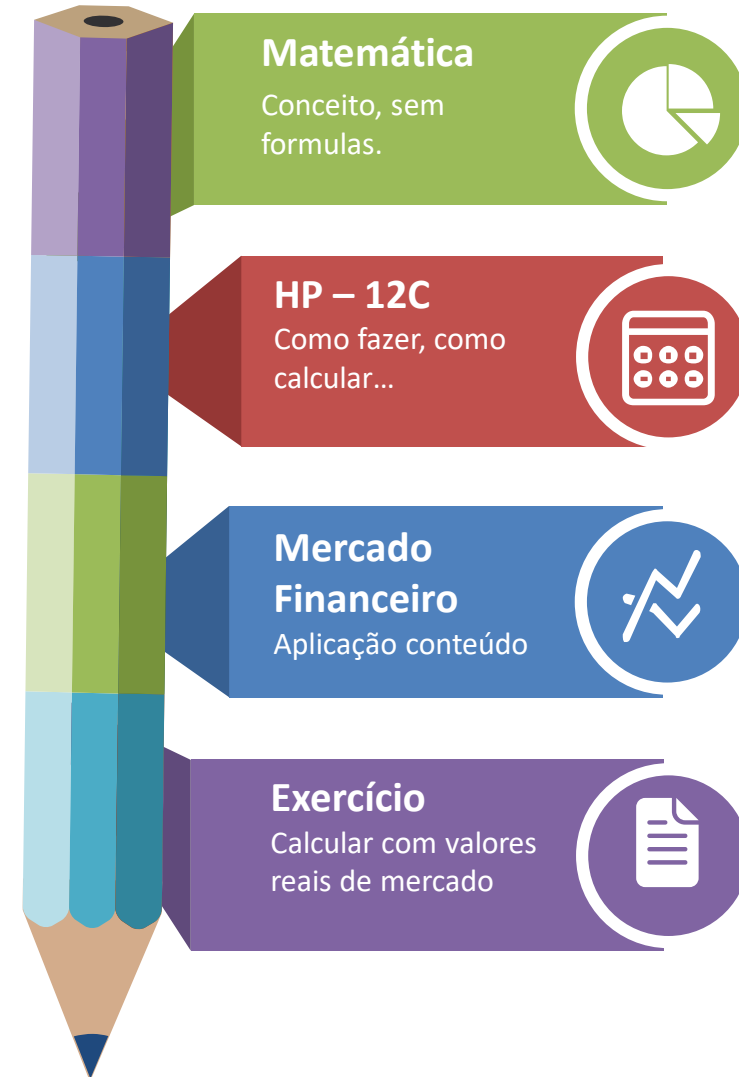 Matemática
Conceito, sem
formulas.
HP – 12C
Como fazer, como
calcular...
Mercado
Financeiro
Aplicação conteúdo
Exercício
Calcular com valores
reais de mercado